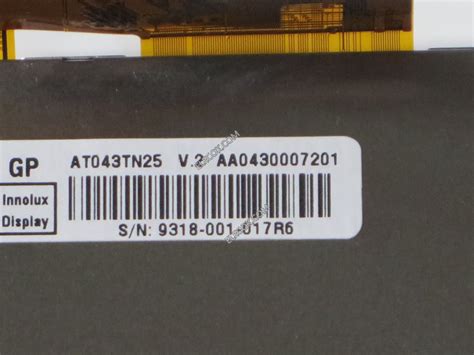 GP AT043TN25 V.2 AA0430007201
Innolux
Display
S/N: 9318-001-017R6